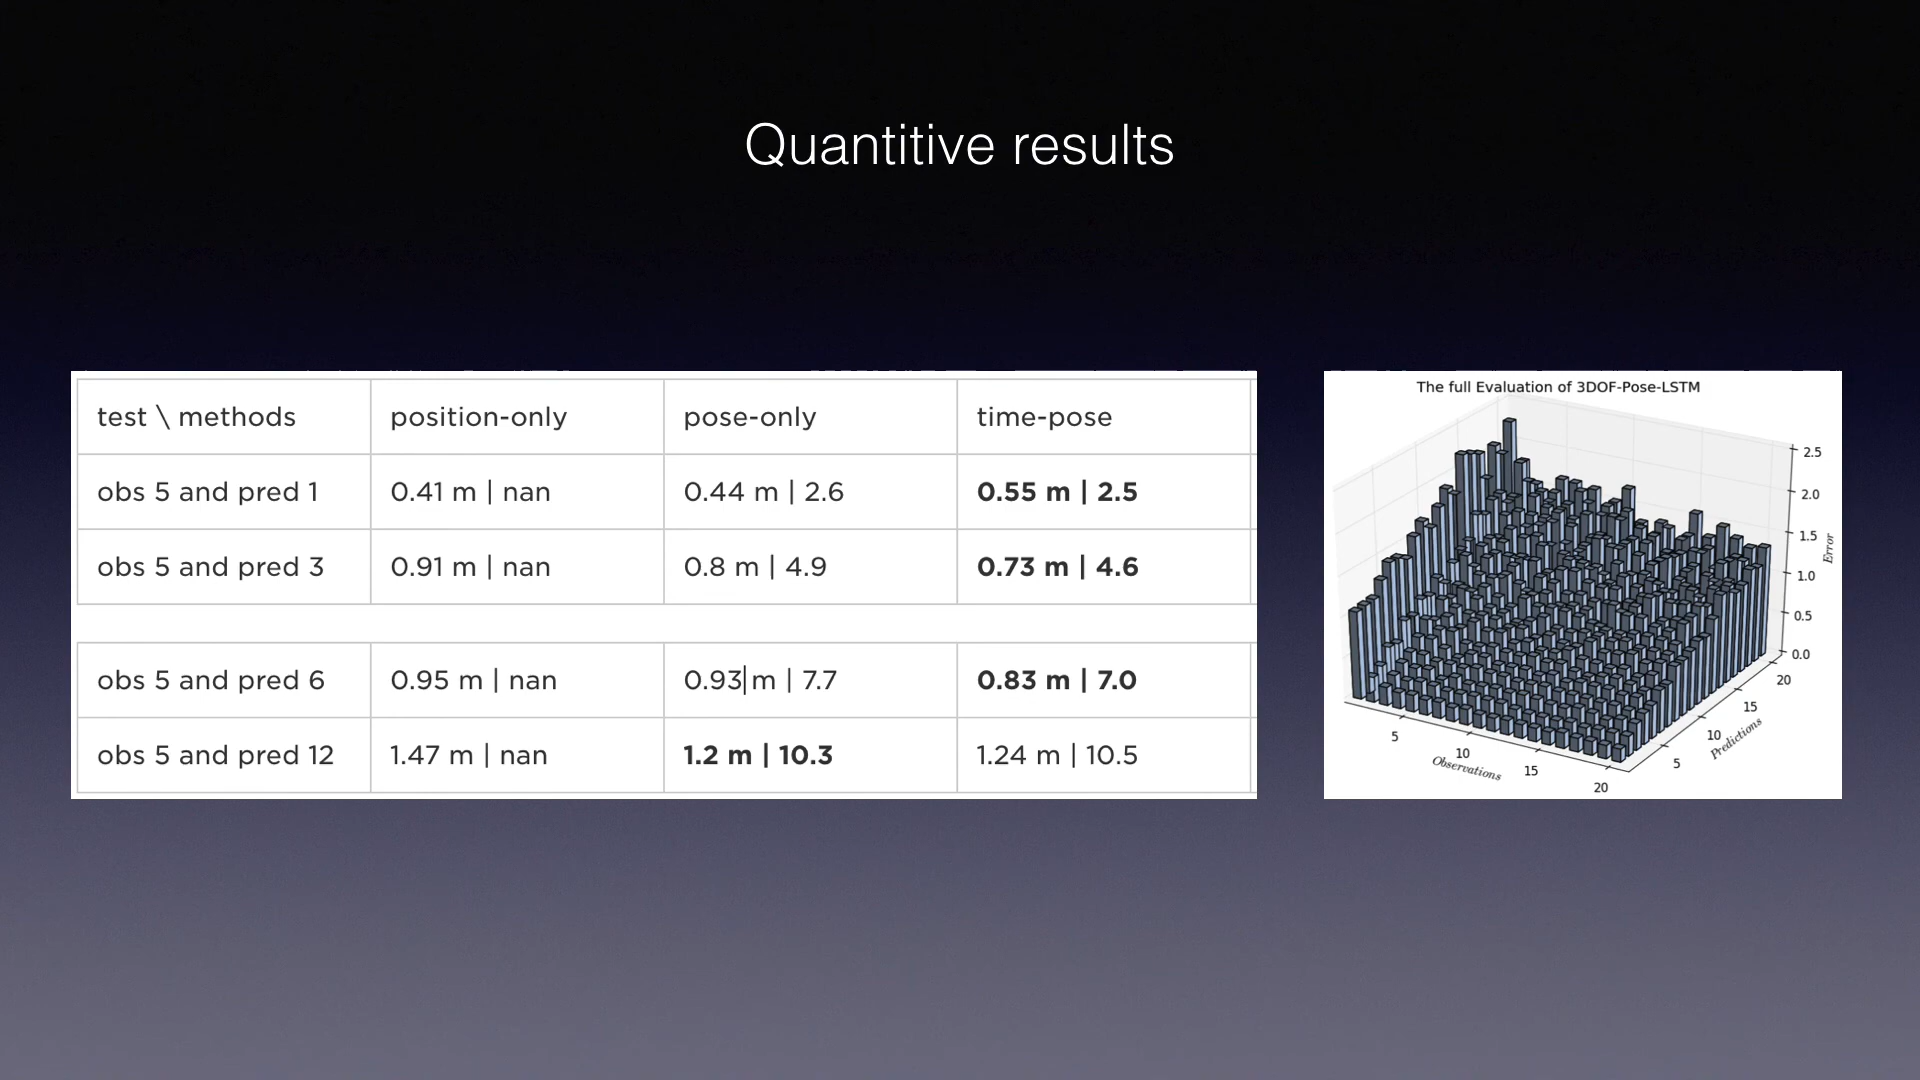 Quantitive results
test \ methods position-only pose-only time-pose
obs 5 and pred 1 0.41 m | nan 0.44 m | 2.6 0.55 m | 2.5
obs 5 and pred 3 0.91 m | nan 0.8 m | 4.9 0.73 m | 4.6
obs 5 and pred 6 0.95 m | nan 0.93 m | 7.7 0.83 m | 7.0
obs 5 and pred 12 1.47 m | nan 1.2 m | 10.3 1.24 m | 10.5
The full Evaluation of 3DOF-Pose-LSTM
2.5
2.0
1.5
1.0
0.5
0.0
Error
5
10
15
20
Observations
5
10
15
20
Predictions